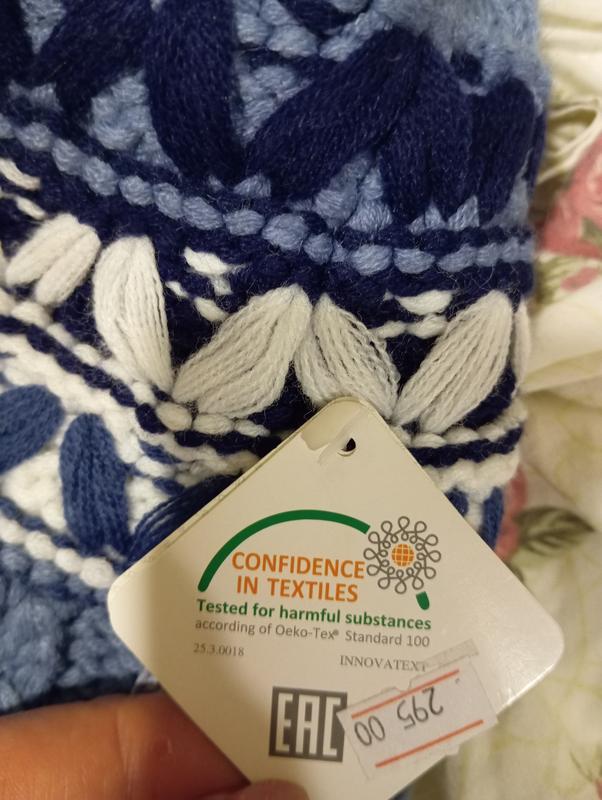 CONFIDENCE
IN TEXTILES
Tested for harmful substances
according of Oeko-Tex® Standard 100
25.3.0018 INNOVATEXT
EAC
295 00